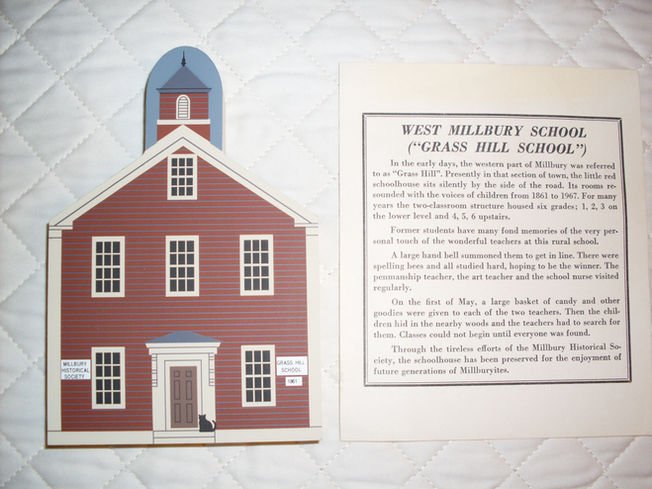 MILLBURY
HISTORICAL
SOCIETY
GRASS HILL
SCHOOL
1861
WEST MILLBURY SCHOOL
("GRASS HILL SCHOOL")
In the early days, the western part of Millbury was referred
to as "Grass Hill". Presently in that section of town, the little red
schoolhouse sits silently by the side of the road. Its rooms re-
sounded with the voices of children from 1861 to 1967. For many
years the two-classroom structure housed six grades; 1, 2, 3 on
the lower level and 4, 5, 6 upstairs.
Former students have many fond memories of the very per-
sonal touch of the wonderful teachers at this rural school.
A large hand bell summoned them to get in line. There were
spelling bees and all studied hard, hoping to be the winner. The
penmanship teacher, the art teacher and the school nurse visited
regularly.
On the first of May, a large basket of candy and other
goodies were given to each of the two teachers. Then the chil-
dren hid in the nearby woods and the teachers had to search for
them. Classes could not begin until everyone was found.
Through the tireless efforts of the Millbury Historical So-
ciety, the schoolhouse has been preserved for the enjoyment of
future generations of Millburyites.